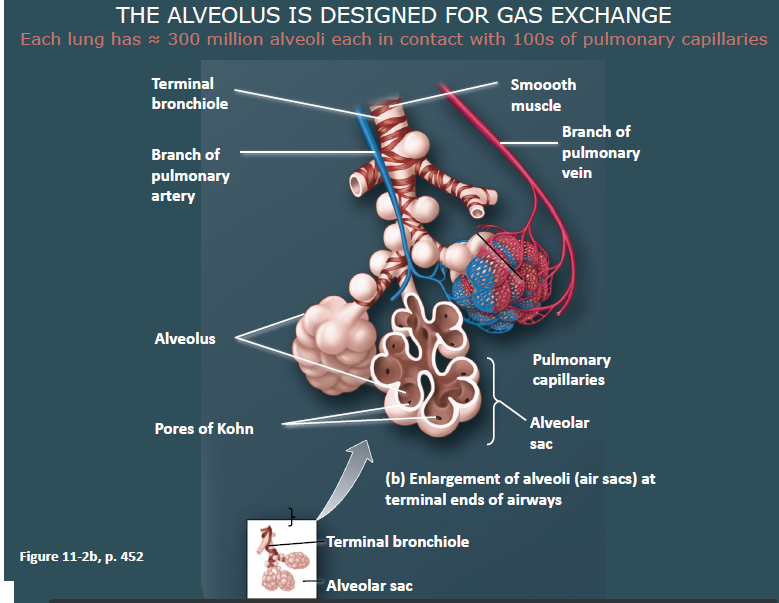 THE ALVEOLUS IS DESIGNED FOR GAS EXCHANGE
Each lung has ≈ 300 million alveoli each in contact with 100s of pulmonary capillaries
Terminal
bronchiole
Smoooth
muscle
Branch of
pulmonary
vein
Branch of
pulmonary
artery
Alveolus
Pulmonary
capillaries
Pores of Kohn
Alveolar
sac
(b) Enlargement of alveoli (air sacs) at
terminal ends of airways
Terminal bronchiole
Figure 11-2b, p. 452
Alveolar sac